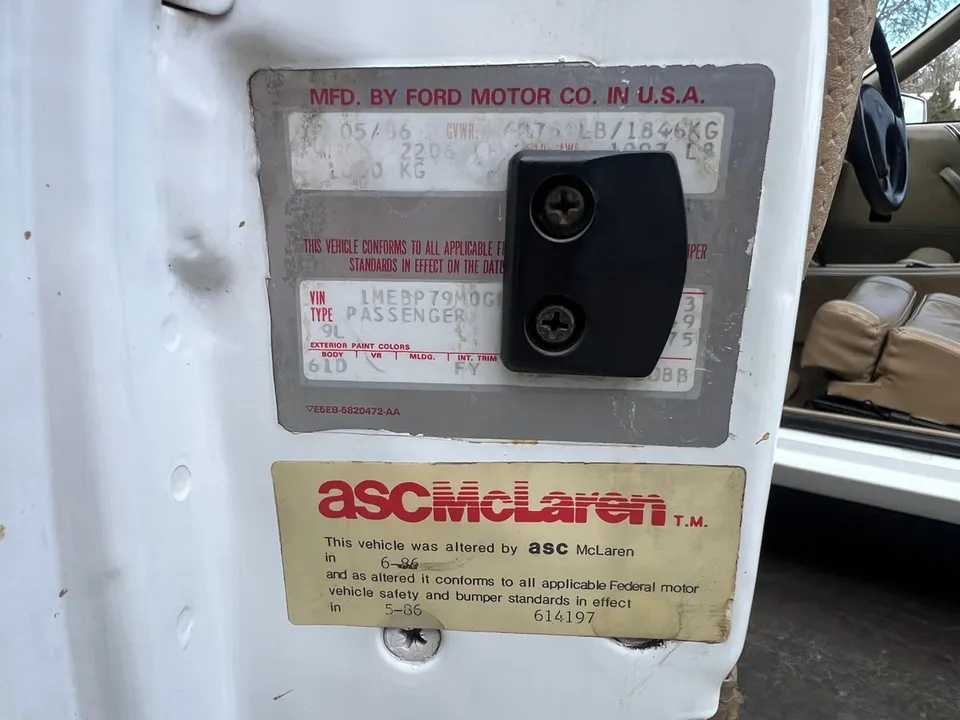 MFD. BY FORD MOTOR CO. IN U.S.A.
05/86 GVWR: LB/1846KG
KG
THIS VEHICLE CONFORMS TO ALL APPLICABLE
STANDARDS IN EFFECT ON THE DATE
VIN 1MEBP79M0G
TYPE PASSENGER
9L 75
EXTERIOR PAINT COLORS
BODY VR MLDG. INT. TRIM
61D FY
▽E5EB-5820472-AA
ascMcLaren T.M.
This vehicle was altered by asc McLaren
in 6-86
and as altered it conforms to all applicable Federal motor
vehicle safety and bumper standards in effect
in 5-86 614197